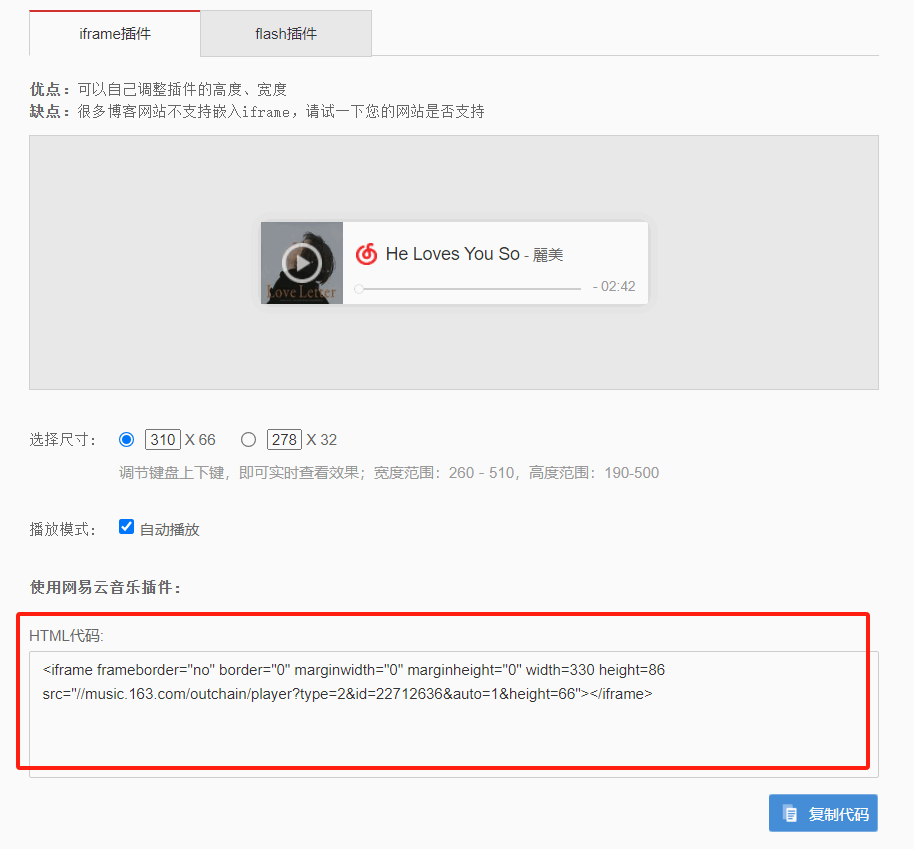 iframe插件
flash插件
优点：可以自己调整插件的高度、宽度
缺点：很多博客网站不支持嵌入iframe，请试一下您的网站是否支持
He Loves You So - 麗美
Love Letter
- 02:42
选择尺寸： 310 X 66 278 X 32
调节键盘上下键，即可实时查看效果；宽度范围：260 - 510，高度范围：190-500
播放模式： 自动播放
使用网易云音乐插件：
HTML代码:
<iframe frameborder="no" border="0" marginwidth="0" marginheight="0" width=330 height=86
src="//music.163.com/outchain/player?type=2&id=22712636&auto=1&height=66"></iframe>
复制代码